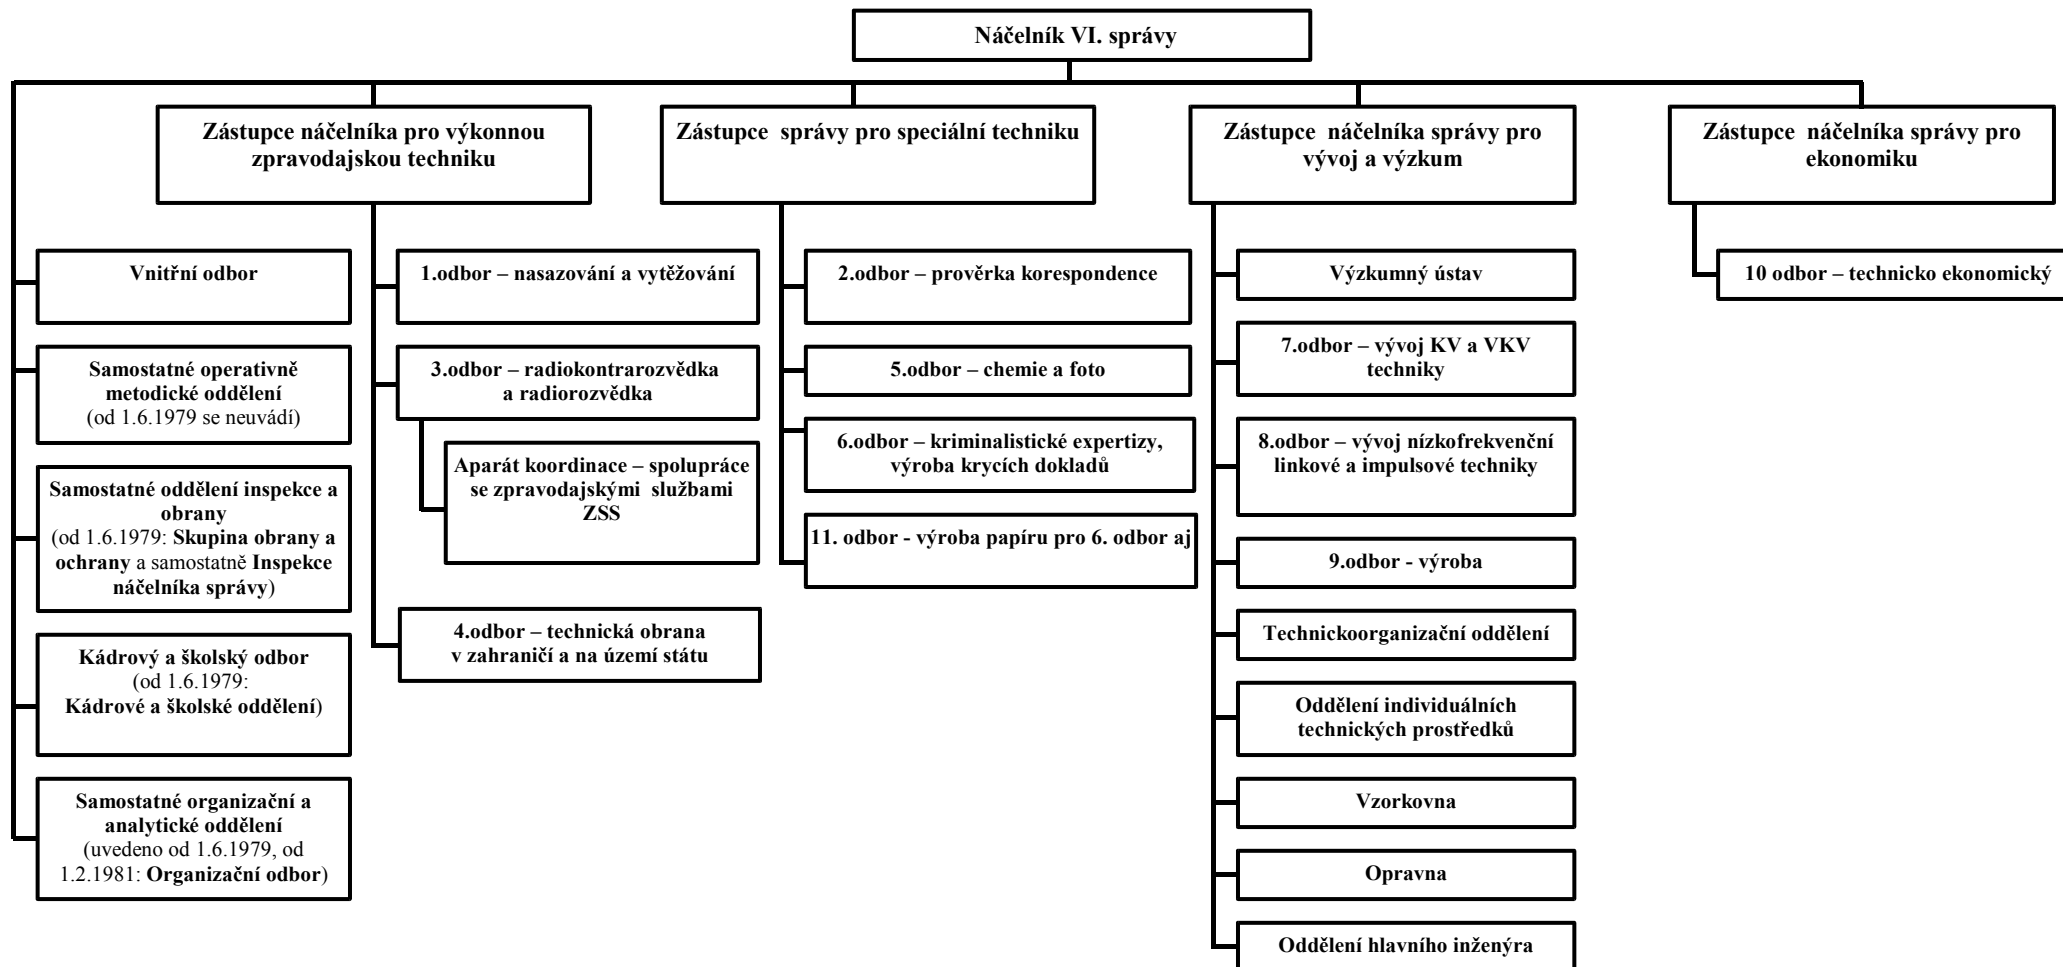 Náčelník VI. správy
Zástupce náčelníka pro výkonnou
zpravodajskou techniku
Zástupce  správy pro speciální techniku
Zástupce  náčelníka správy pro
vývoj a výzkum
Zástupce  náčelníka správy pro
ekonomiku
Vnitřní odbor
Samostatné operativně
metodické oddělení
(od 1.6.1979 se neuvádí)
Samostatné oddělení inspekce a
obrany
(od 1.6.1979: Skupina obrany a
ochrany a samostatně Inspekce
náčelníka správy)
Kádrový a školský odbor
(od 1.6.1979:
Kádrové a školské oddělení)
Samostatné organizační a
analytické oddělení
(uvedeno od 1.6.1979, od
1.2.1981: Organizační odbor)
1.odbor – nasazování a vytěžování
3.odbor – radiokontrarozvědka
a radiorozvědka
Aparát koordinace – spolupráce
se zpravodajskými  službami
ZSS
4.odbor – technická obrana
v zahraničí a na území státu
2.odbor – prověrka korespondence
5.odbor – chemie a foto
6.odbor – kriminalistické expertizy,
výroba krycích dokladů
11. odbor - výroba papíru pro 6. odbor aj
Výzkumný ústav
7.odbor – vývoj KV a VKV
techniky
8.odbor – vývoj nízkofrekvenční
linkové a impulsové techniky
9.odbor - výroba
Technickoorganizační oddělení
Oddělení individuálních
technických prostředků
Vzorkovna
Opravna
Oddělení hlavního inženýra
10 odbor – technicko ekonomický